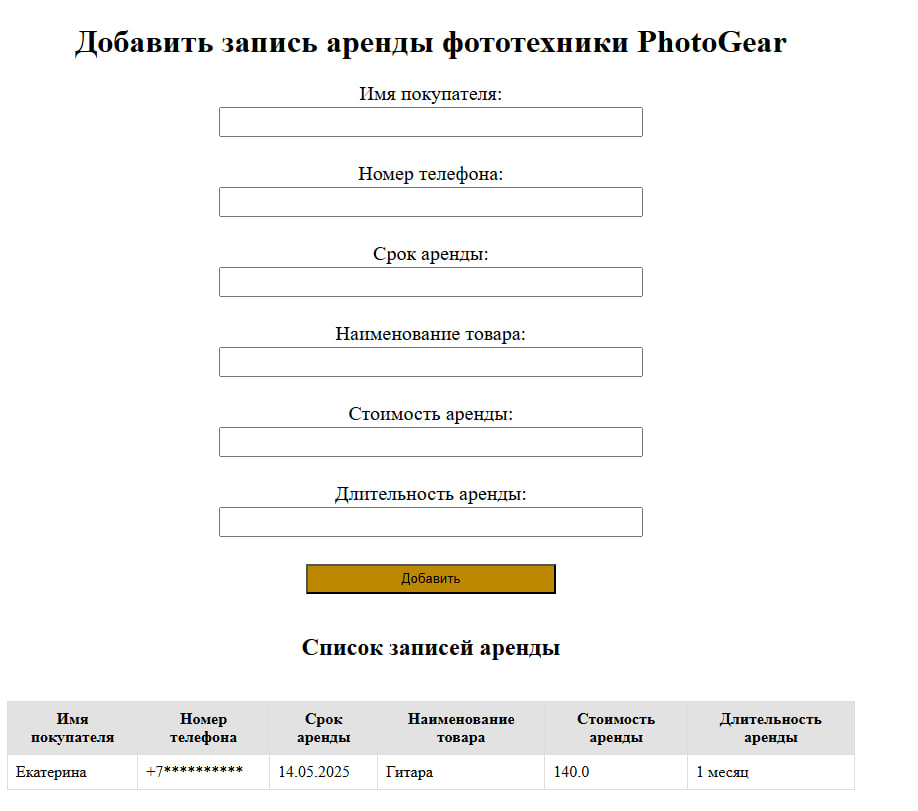 Добавить запись аренды фототехники PhotoGear
Имя покупателя:
Номер телефона:
Срок аренды:
Наименование товара:
Стоимость аренды:
Длительность аренды:
Добавить
Список записей аренды
Имя покупателя Номер телефона Срок аренды Наименование товара Стоимость аренды Длительность аренды
Екатерина +7********** 14.05.2025 Гитара 140.0 1 месяц